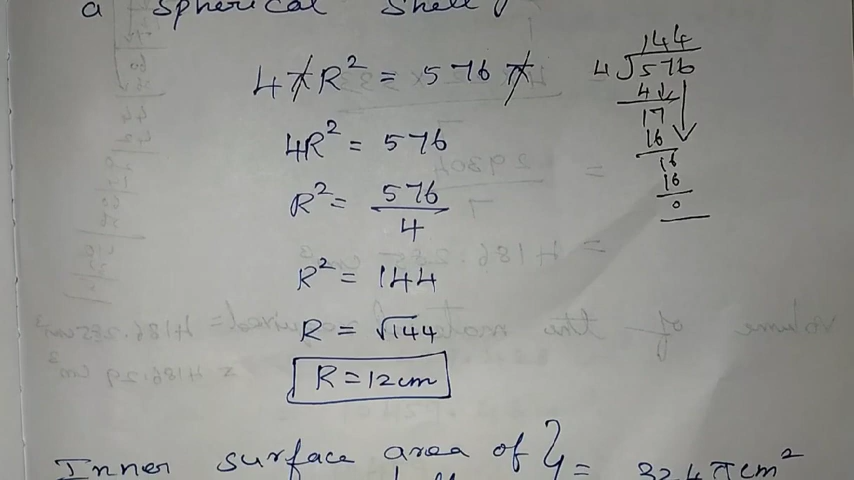 a Spherical Shell
4πR² = 576π
4R² = 576
R² = 576/4
R² = 144
R = √144
R = 12cm
144
4√576
4
17
16
16
16
0
Inner surface area of } = 324πcm²